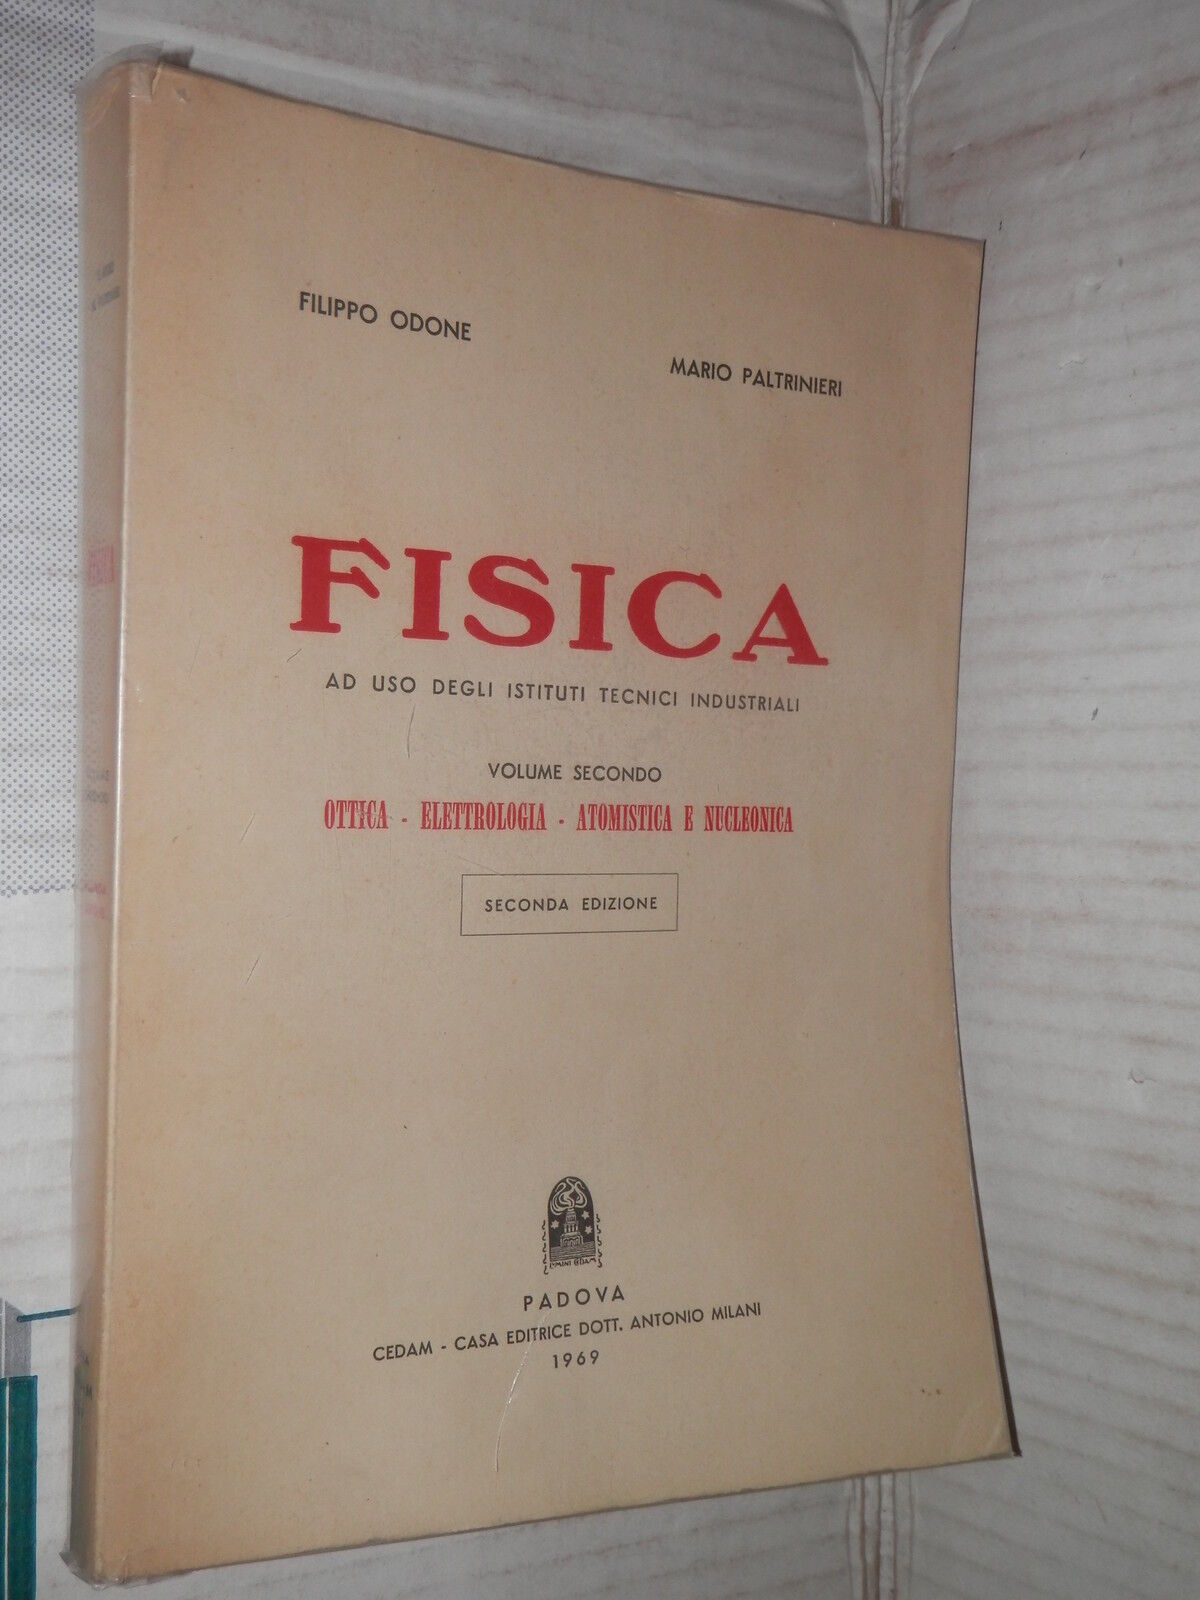 FILIPPO ODONE
MARIO PALTRINIERI
FISICA
AD USO DEGLI ISTITUTI TECNICI INDUSTRIALI
VOLUME SECONDO
OTTICA - ELETTROLOGIA - ATOMISTICA E NUCLEONICA
SECONDA EDIZIONE
PADOVA
CEDAM - CASA EDITRICE DOTT. ANTONIO MILANI
1969
FISICA